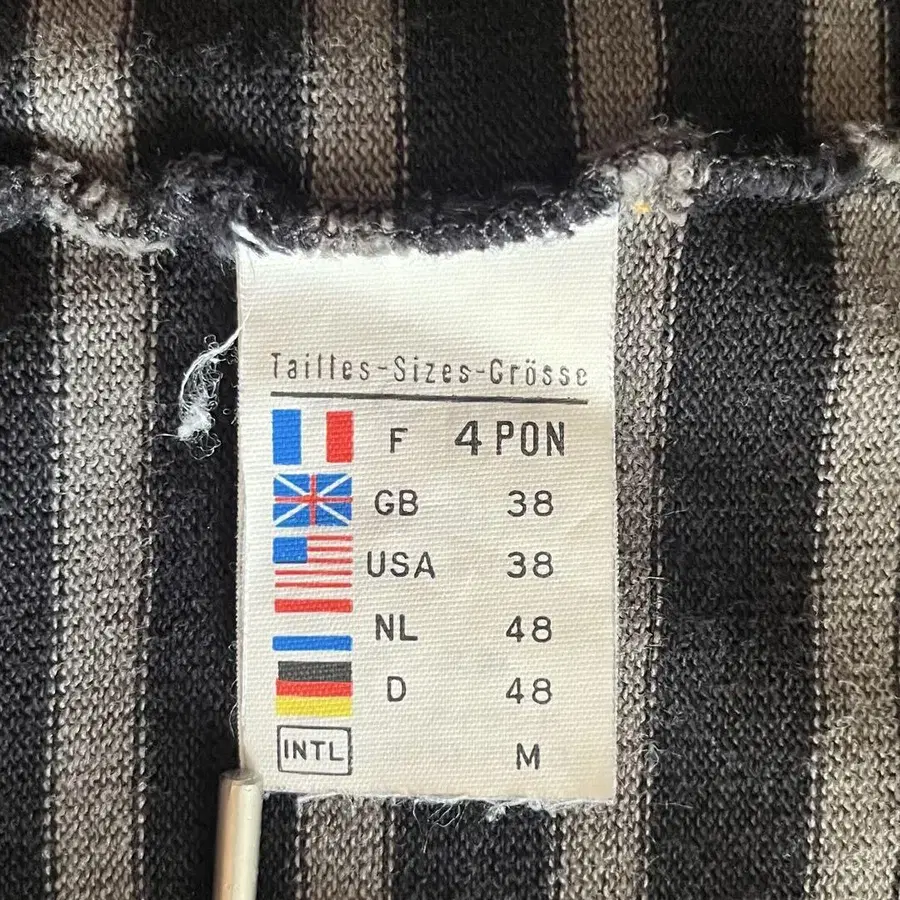 Tailles-Sizes-Grösse
F 4 PON
GB 38
USA 38
NL 48
D 48
INTL M